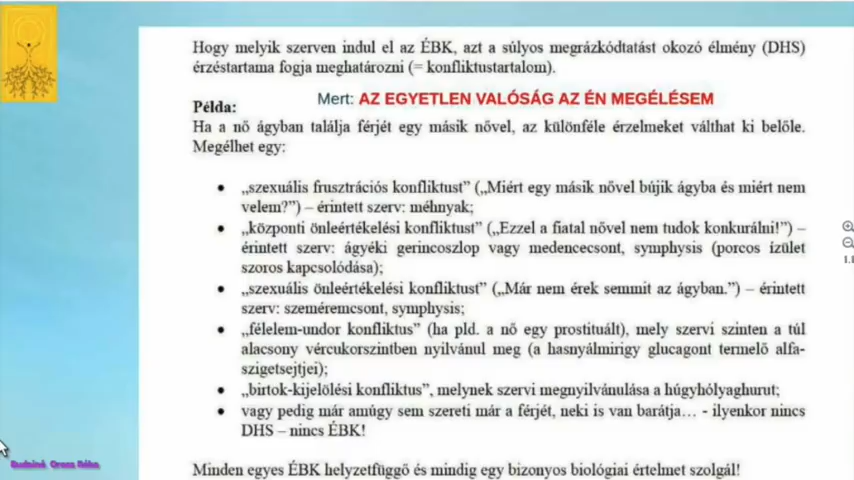 Hogy melyik szerven indul el az ÉBK, azt a súlyos megrázkódtatást okozó élmény (DHS)
érzéstartama fogja meghatározni (= konfliktustartalom).
Mert: AZ EGYETLEN VALÓSÁG AZ ÉN MEGÉLÉSEM
Példa:
Ha a nő ágyban találja férjét egy másik nővel, az különféle érzelmeket válthat ki belőle.
Megélhet egy:
• „szexuális frusztrációs konfliktust” („Miért egy másik nővel bújik ágyba és miért nem
velem?”) – érintett szerv: méhnyak;
• „központi önleértékelési konfliktust” („Ezzel a fiatal nővel nem tudok konkurálni!”) –
érintett szerv: ágyéki gerincoszlop vagy medencecsont, symphysis (porcos ízület
szoros kapcsolódása);
• „szexuális önleértékelési konfliktust” („Már nem érek semmit az ágyban.”) – érintett
szerv: szeméremcsont, symphysis;
• „félelem-undor konfliktus” (ha pld. a nő egy prostituált), mely szervi szinten a túl
alacsony vércukorszintben nyilvánul meg (a hasnyálmirigy glucagont termelő alfa-
szigetsejtjei);
• „birtok-kijelölési konfliktus”, melynek szervi megnyilvánulása a húgyhólyaghurut;
• vagy pedig már amúgy sem szereti már a férjét, neki is van barátja… - ilyenkor nincs
DHS – nincs ÉBK!
Minden egyes ÉBK helyzetfüggő és mindig egy bizonyos biológiai értelmet szolgál!